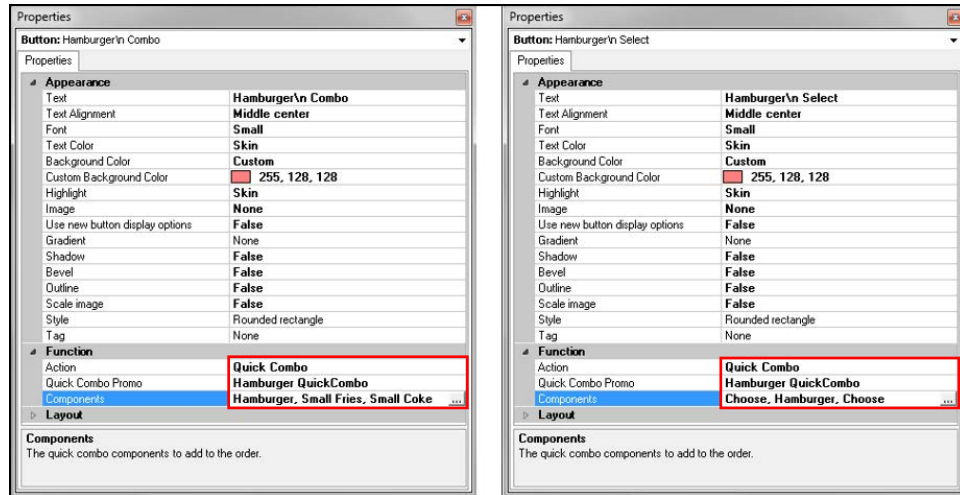 Properties
Button: Hamburger\n Combo
Properties
Appearance
Text Hamburger\n Combo
Text Alignment Middle center
Font Small
Text Color Skin
Background Color Custom
Custom Background Color 255, 128, 128
Highlight Skin
Image None
Use new button display options False
Gradient None
Shadow False
Bevel False
Outline False
Scale image False
Style Rounded rectangle
Tag None
Function
Action Quick Combo
Quick Combo Promo Hamburger QuickCombo
Components Hamburger, Small Fries, Small Coke ...
Layout
Components
The quick combo components to add to the order.
Properties
Button: Hamburger\n Select
Properties
Appearance
Text Hamburger\n Select
Text Alignment Middle center
Font Small
Text Color Skin
Background Color Custom
Custom Background Color 255, 128, 128
Highlight Skin
Image None
Use new button display options False
Gradient None
Shadow False
Bevel False
Outline False
Scale image False
Style Rounded rectangle
Tag None
Function
Action Quick Combo
Quick Combo Promo Hamburger QuickCombo
Components Choose, Hamburger, Choose ...
Layout
Components
The quick combo components to add to the order.